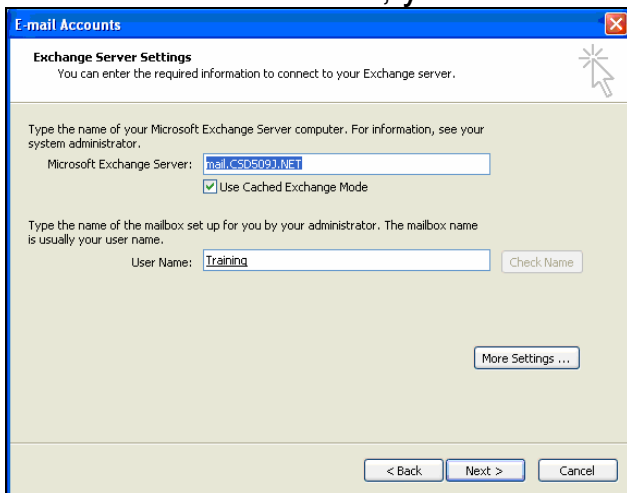 E-mail Accounts
Exchange Server Settings
You can enter the required information to connect to your Exchange server.
Type the name of your Microsoft Exchange Server computer. For information, see your
system administrator.
Microsoft Exchange Server: mail.CSD509J.NET
Use Cached Exchange Mode
Type the name of the mailbox set up for you by your administrator. The mailbox name
is usually your user name.
User Name: Training Check Name
More Settings ...
< Back Next > Cancel